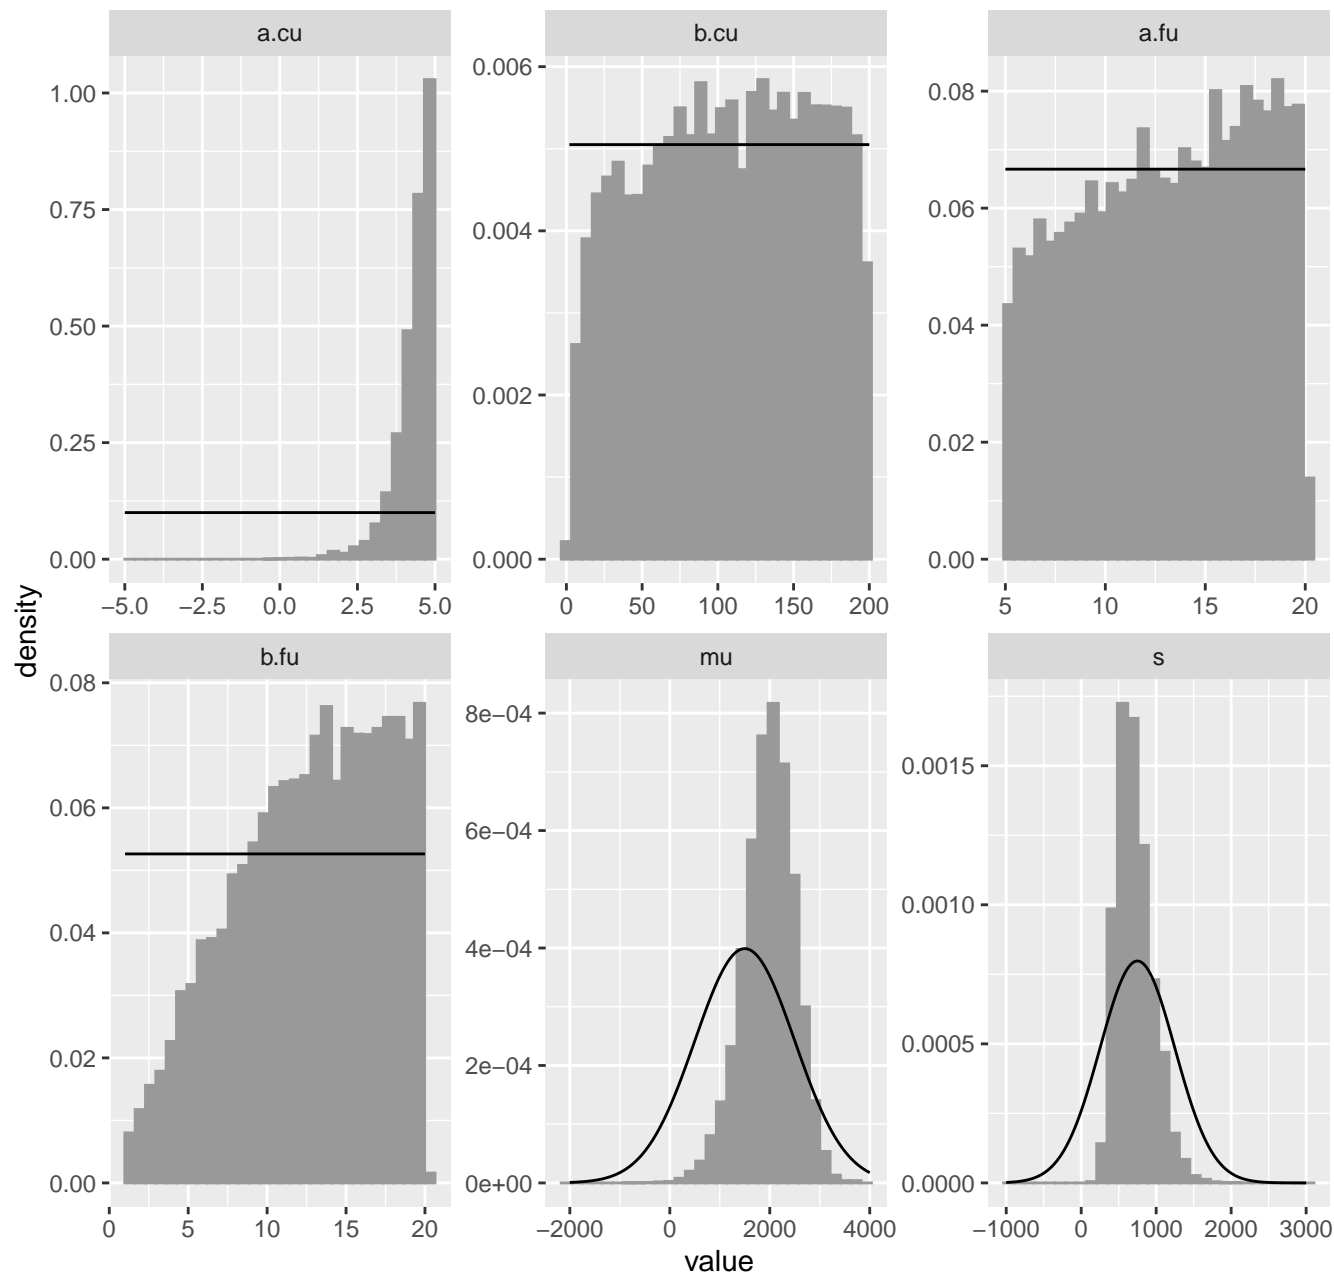 a.cu
b.cu
a.fu
1.00
0.75
0.50
0.25
0.00
0.006
0.004
0.002
0.000
0.08
0.06
0.04
0.02
0.00
−5.0 −2.5 0.0 2.5 5.0
0 50 100 150 200
5 10 15 20
density
b.fu
mu
s
0.08
0.06
0.04
0.02
0.00
8e−04
6e−04
4e−04
2e−04
0e+00
0.0015
0.0010
0.0005
0.0000
0 5 10 15 20
−2000 0 2000 4000
−1000 0 1000 2000 3000
value